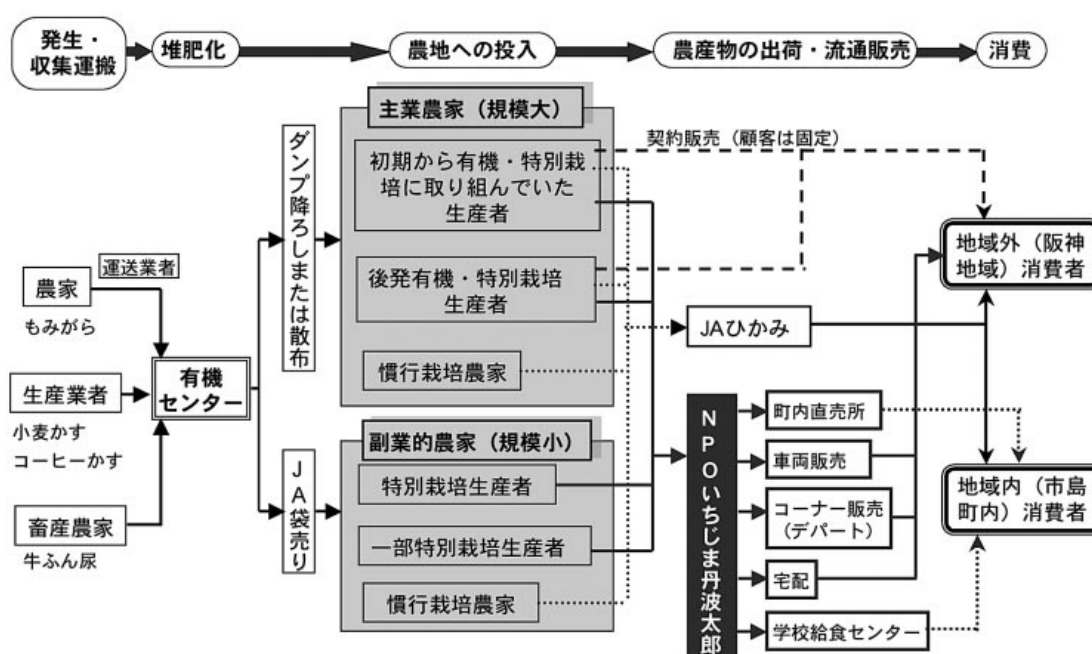 発生・
収集運搬
堆肥化
農地への投入
農産物の出荷・流通販売
消費
主業農家(規模大)
契約販売(顧客は固定)
初期から有機・特別栽
培に取り組んでいた
生産者
ダンプ降ろしまたは散布
地域外(阪神
地域)消費者
運送業者
農家
もみがら
後発有機・特別栽培
生産者
JAひかみ
有機
センター
慣行栽培農家
生産業者
小麦かす
コーヒーかす
NPOいちじま丹波太郎
町内直売所
副業的農家(規模小)
JA袋売り
特別栽培生産者
車両販売
地域内(市島
町内)消費者
コーナー販売
(デパート)
畜産農家
牛ふん尿
一部特別栽培生産者
宅配
慣行栽培農家
学校給食センター